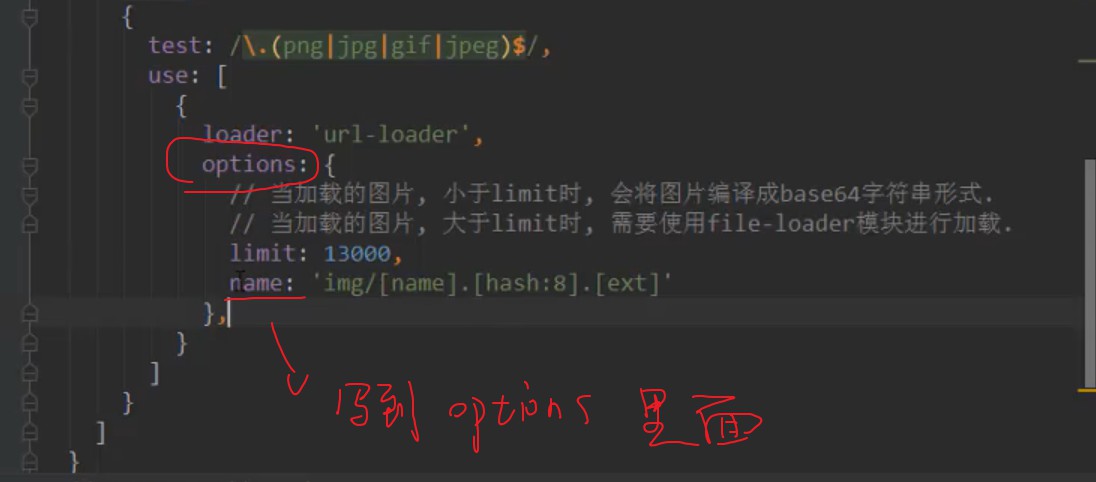 {
test: /\.(png|jpg|gif|jpeg)$/,
use: [
{
loader: 'url-loader',
options: {
// 当加载的图片, 小于limit时, 会将图片编译成base64字符串形式.
// 当加载的图片, 大于limit时, 需要使用file-loader模块进行加载.
limit: 13000,
name: 'img/[name].[hash:8].[ext]'
},
}
]
}
]
}
写到 options 里面